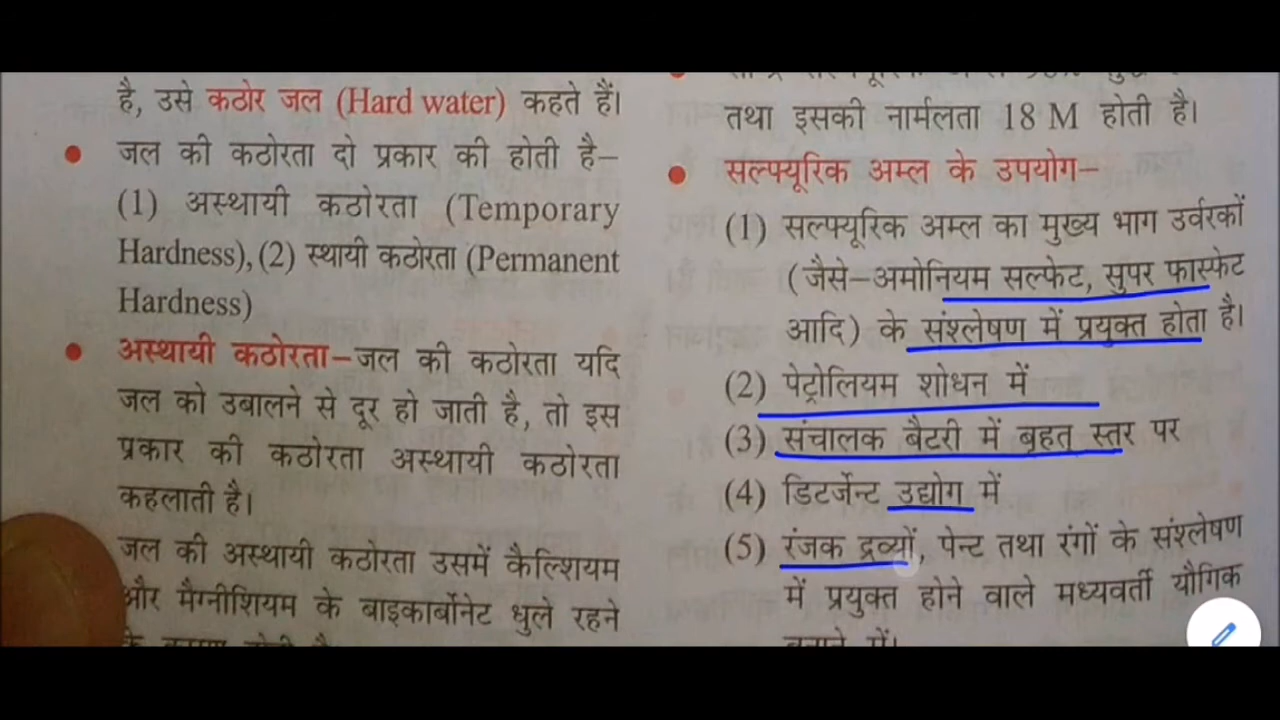 है, उसे कठोर जल (Hard water) कहते हैं।
• जल की कठोरता दो प्रकार की होती है–
(1) अस्थायी कठोरता (Temporary
Hardness), (2) स्थायी कठोरता (Permanent
Hardness)
• अस्थायी कठोरता–जल की कठोरता यदि
जल को उबालने से दूर हो जाती है, तो इस
प्रकार की कठोरता अस्थायी कठोरता
कहलाती है।
जल की अस्थायी कठोरता उसमें कैल्शियम
और मैग्नीशियम के बाइकार्बोनेट धुले रहने
तथा इसकी नार्मलता 18 M होती है।
• सल्फ्यूरिक अम्ल के उपयोग–
(1) सल्फ्यूरिक अम्ल का मुख्य भाग उर्वरकों
(जैसे–अमोनियम सल्फेट, सुपर फास्फेट
आदि) के संश्लेषण में प्रयुक्त होता है।
(2) पेट्रोलियम शोधन में
(3) संचालक बैटरी में बृहत् स्तर पर
(4) डिटर्जेन्ट उद्योग में
(5) रंजक द्रव्यों, पेन्ट तथा रंगों के संश्लेषण
में प्रयुक्त होने वाले मध्यवर्ती यौगिक